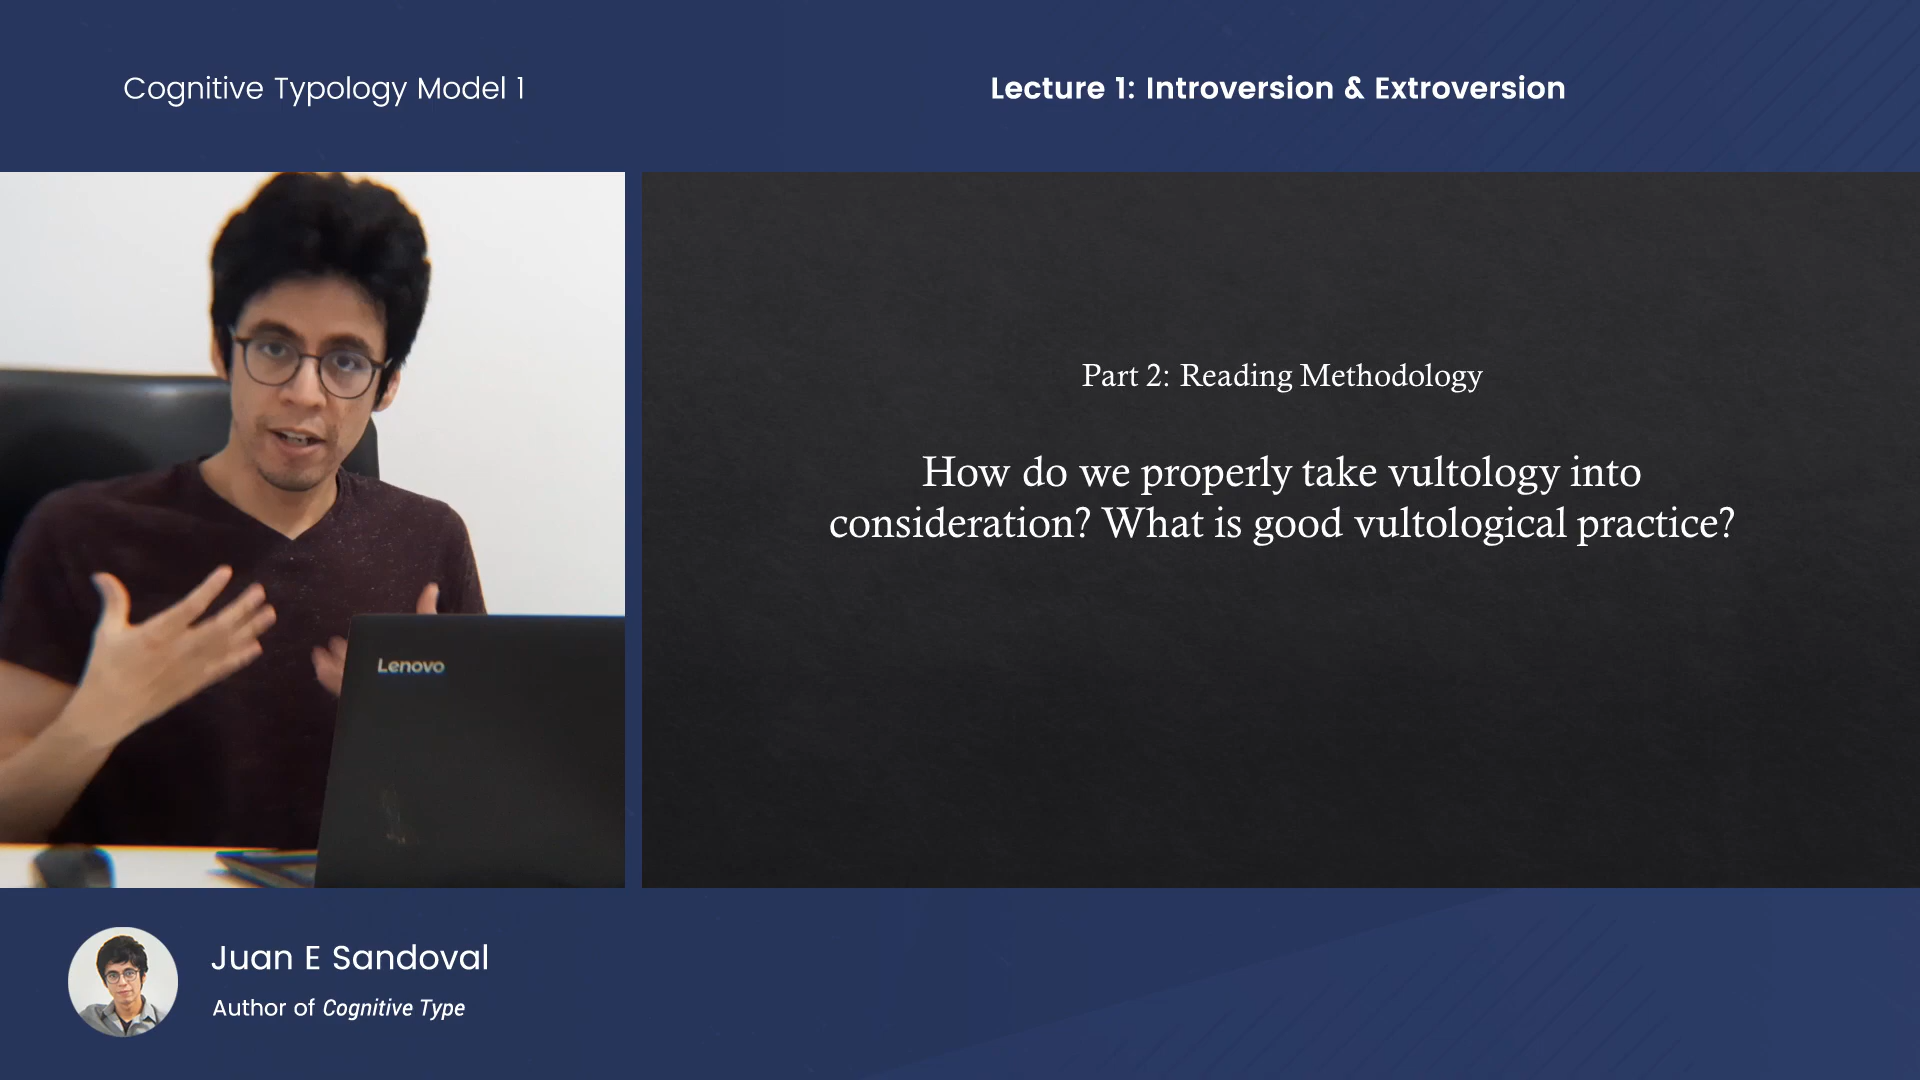 Cognitive Typology Model 1
Lecture 1: Introversion & Extroversion
Part 2: Reading Methodology
How do we properly take vultology into
consideration? What is good vultological practice?
Lenovo
Juan E Sandoval
Author of Cognitive Type